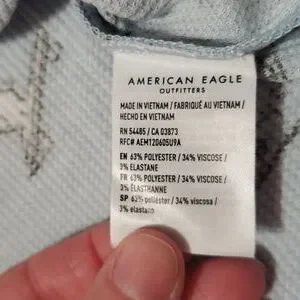 AMERICAN EAGLE
OUTFITTERS
MADE IN VIETNAM / FABRIQUÉ AU VIETNAM /
HECHO EN VIETNAM
RN 54485 / CA 03873
RFC# AEM120605U9A
EN 63% POLYESTER / 34% VISCOSE /
3% ELASTANE
FR 63% POLYESTER / 34% VISCOSE /
3% ÉLASTHANNE
SP 63% poliéster / 34% viscosa /
3% elastano